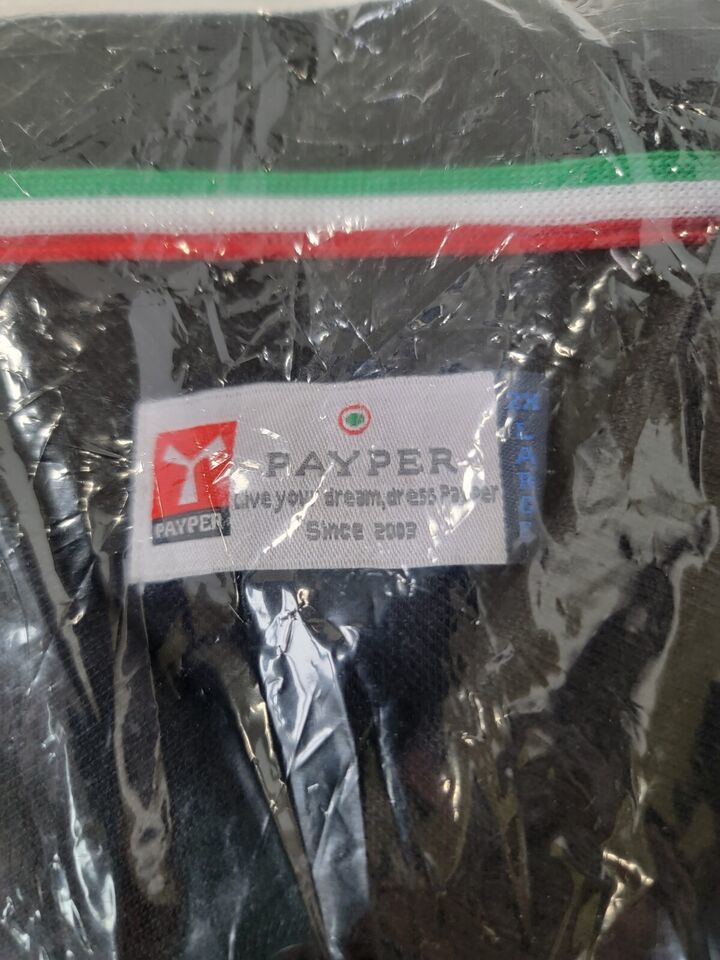 PAYPER
PAYPER
Live your dream, dress Payper
Since 2003
2X
LARGE